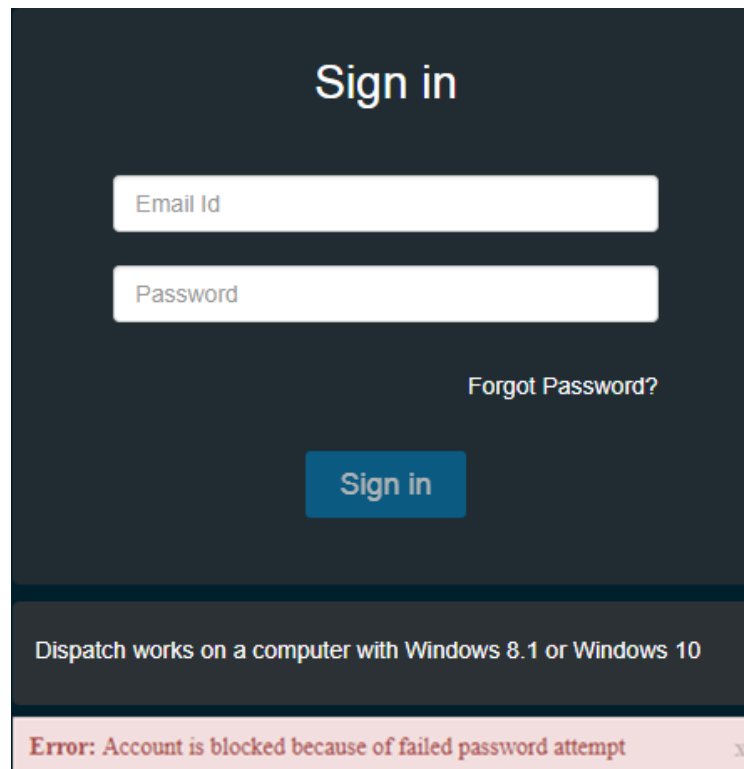 Sign in
Email Id
Password
Forgot Password?
Sign in
Dispatch works on a computer with Windows 8.1 or Windows 10
Error: Account is blocked because of failed password attempt x